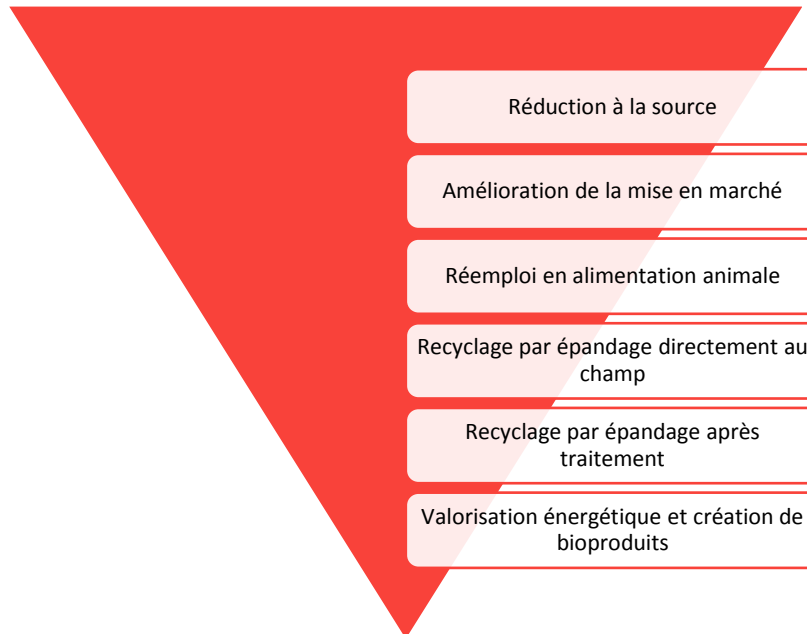 Réduction à la source
Amélioration de la mise en marché
Réemploi en alimentation animale
Recyclage par épandage directement au
champ
Recyclage par épandage après
traitement
Valorisation énergétique et création de
bioproduits